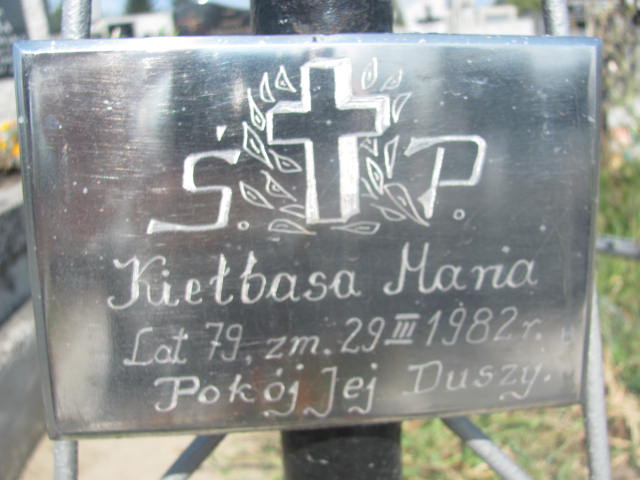 Ś. P.
Kiełbasa Maria
Lat 79, zm. 29 III 1982 r.
Pokój Jej Duszy.